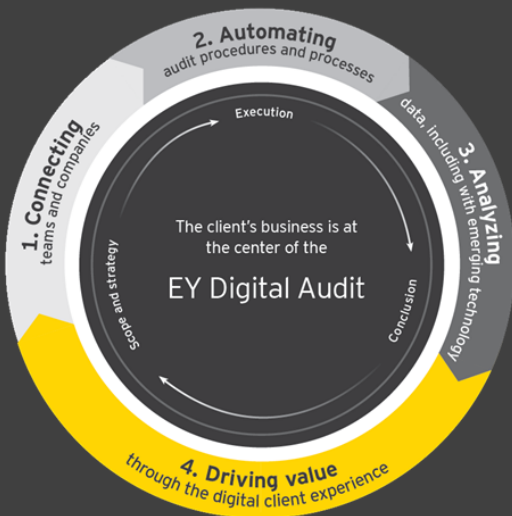 1. Connecting
teams and companies
2. Automating
audit procedures and processes
3. Analyzing
data, including with emerging technology
4. Driving value
through the digital client experience
Scope and strategy
Execution
Conclusion
The client's business is at
the center of the
EY Digital Audit